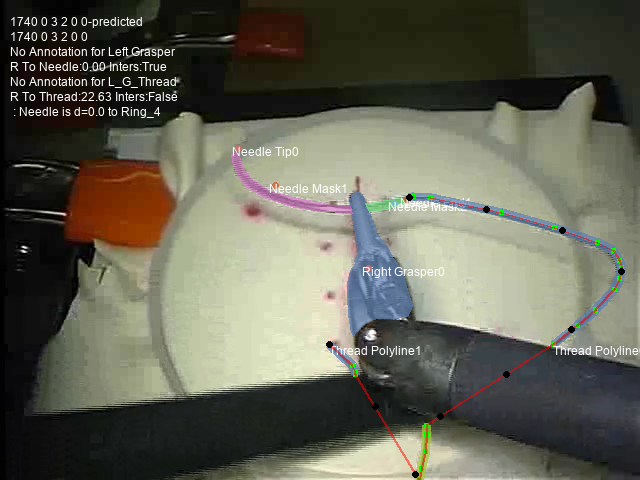 1740 0 3 2 0 0-predicted
1740 0 3 2 0 0
No Annotation for Left Grasper
R To Needle:0.00 Inters:True
No Annotation for L_G_Thread
R To Thread:22.63 Inters:False
: Needle is d=0.0 to Ring_4
Needle Tip0
Needle Mask1
Needle Mask2
Right Grasper0
Thread Polyline1
Thread Polyline